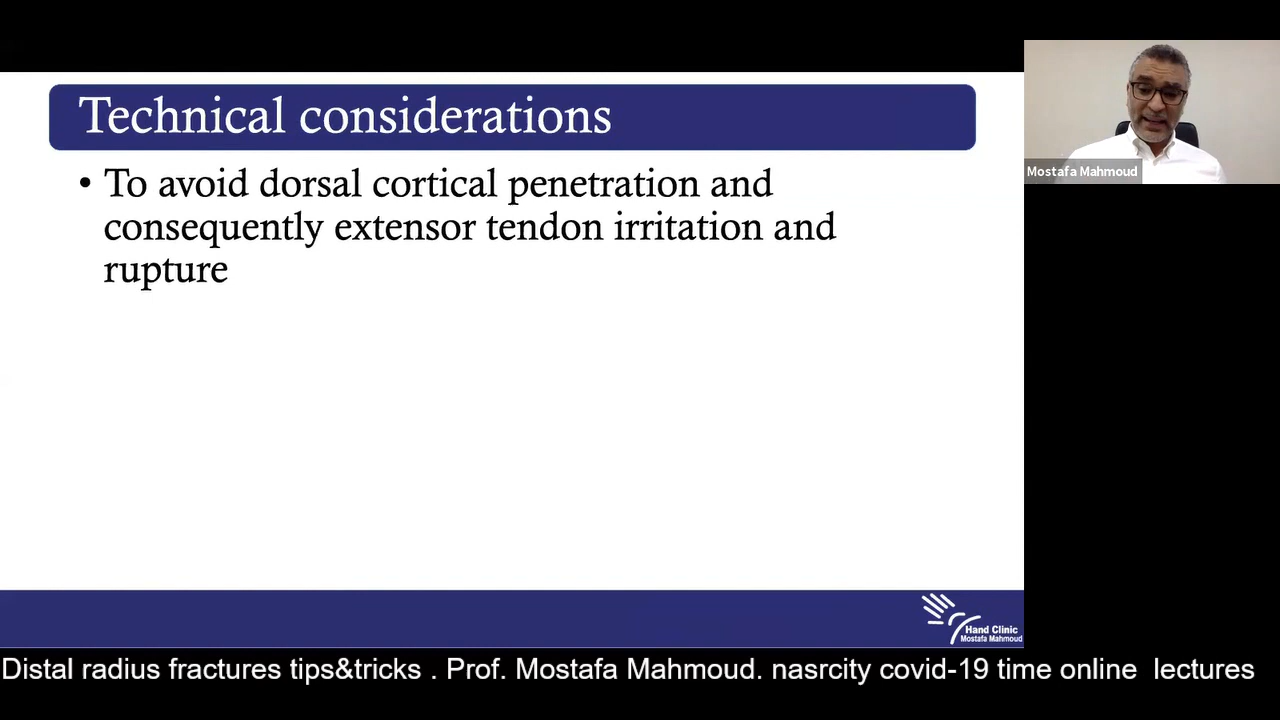 Technical considerations
• To avoid dorsal cortical penetration and
consequently extensor tendon irritation and
rupture
Mostafa Mahmoud
Hand Clinic
Mostafa Mahmoud
Distal radius fractures tips&tricks . Prof. Mostafa Mahmoud. nasrcity covid-19 time online lectures